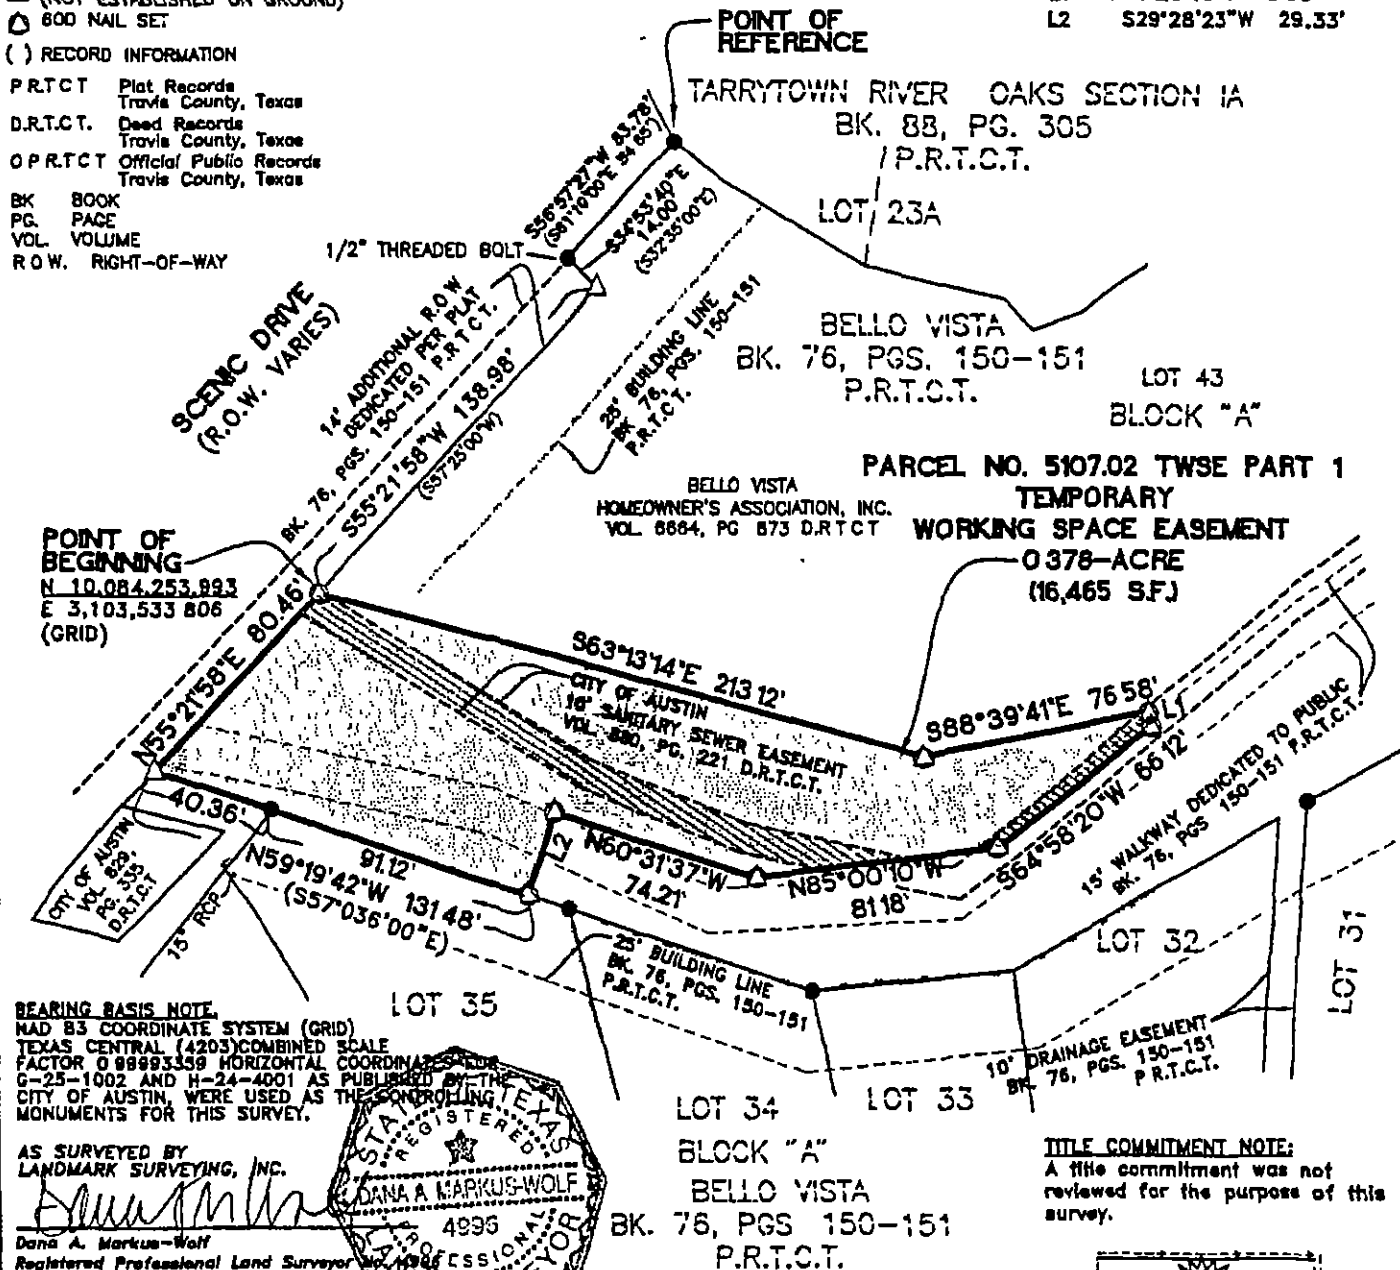 (NOT ESTABLISHED ON GROUND)
60D NAIL SET
( ) RECORD INFORMATION
P R.T.C T Plat Records
Travis County, Texas
D.R.T.C.T. Deed Records
Travis County, Texas
O P R.T.C T Official Public Records
Travis County, Texas
BK BOOK
PG. PAGE
VOL. VOLUME
R O W. RIGHT-OF-WAY
POINT OF
REFERENCE
L2 S29°28'23"W 29.33'
TARRYTOWN RIVER OAKS SECTION IA
BK. 88, PG. 305
P.R.T.C.T.
LOT 23A
S56°57'27"W 83.78'
S34°53'40"E
14.00'
(S32°35'00"E)
1/2" THREADED BOLT
SCENIC DRIVE
(R.O.W. VARIES)
14' ADDITIONAL R.O W
DEDICATED PER PLAT
BK. 76, PGS. 150-151 P.R T C T.
S55°21'58"W 138.98'
(S57°25'00"W)
25' BUILDING LINE
BK 76, PGS. 150-151
P.R.T.C T.
BELLO VISTA
BK. 76, PGS. 150-151
P.R.T.C.T.
LOT 43
BLOCK "A"
BELLO VISTA
HOMEOWNER'S ASSOCIATION, INC.
VOL 8664, PG 873 D.R T C T
PARCEL NO. 5107.02 TWSE PART 1
TEMPORARY
WORKING SPACE EASEMENT
0 378-ACRE
(16,465 S.F.)
POINT OF
BEGINNING
N 10,084,253.993
E 3,103,533 806
(GRID)
N55°21'58"E 80.46'
S63°13'14"E 213 12'
CITY OF AUSTIN
10' SANITARY SEWER EASEMENT
VOL. 880, PG. 221 D.R.T.C.T.
S88°39'41"E 76 58'
L1
S64°58'20"W 66 12'
15' WALKWAY DEDICATED TO PUBLIC
BK. 76, PGS 150-151 P.R.T.C.T.
40.36'
91.12'
N59°19'42"W 131 48'
(S57°036'00"E)
L2
N60°31'37"W
74.21'
N85°00'10"W
81 18'
CITY OF AUSTIN
VOL. 829,
PG. 335
D.R.T.C.T
15" RCP
25' BUILDING LINE
BK. 76, PGS. 150-151
P.R.T.C.T.
LOT 32
LOT 31
LOT 35
LOT 34
LOT 33
10' DRAINAGE EASEMENT
BK. 76, PGS. 150-151
P R.T.C.T.
BEARING BASIS NOTE.
NAD 83 COORDINATE SYSTEM (GRID)
TEXAS CENTRAL (4203)COMBINED SCALE
FACTOR 0 99993359 HORIZONTAL COORDINATES FOR
G-25-1002 AND H-24-4001 AS PUBLISHED BY THE
CITY OF AUSTIN, WERE USED AS THE CONTROLLING
MONUMENTS FOR THIS SURVEY.
AS SURVEYED BY
LANDMARK SURVEYING, INC.
Dana A. Markus-Wolf
Registered Professional Land Surveyor No. 4996
STATE OF TEXAS
REGISTERED
DANA A MARKUS-WOLF
4996
PROFESSIONAL
BLOCK "A"
BELLO VISTA
BK. 76, PGS 150-151
P.R.T.C.T.
TITLE COMMITMENT NOTE:
A title commitment was not
reviewed for the purpose of this
survey.